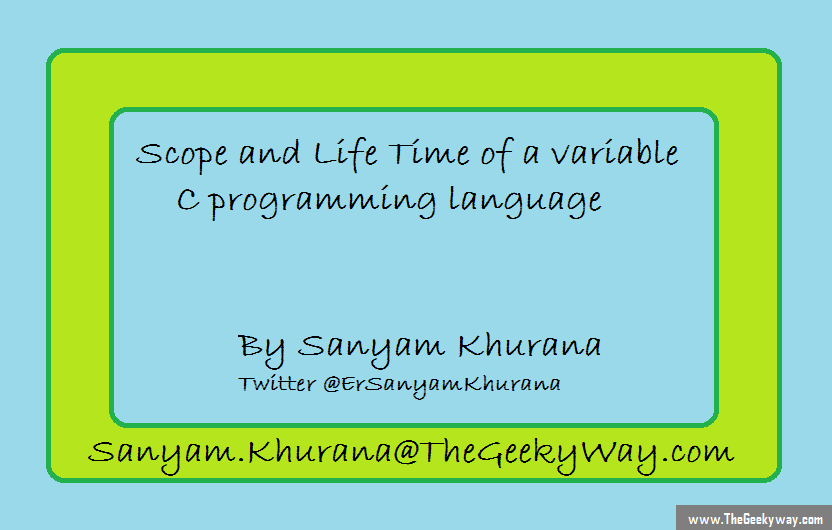 Scope and Life Time of a variable
C programming language
By Sanyam Khurana
Twitter @ErSanyamKhurana
Sanyam.Khurana@TheGeekyWay.com
www.TheGeekyway.com